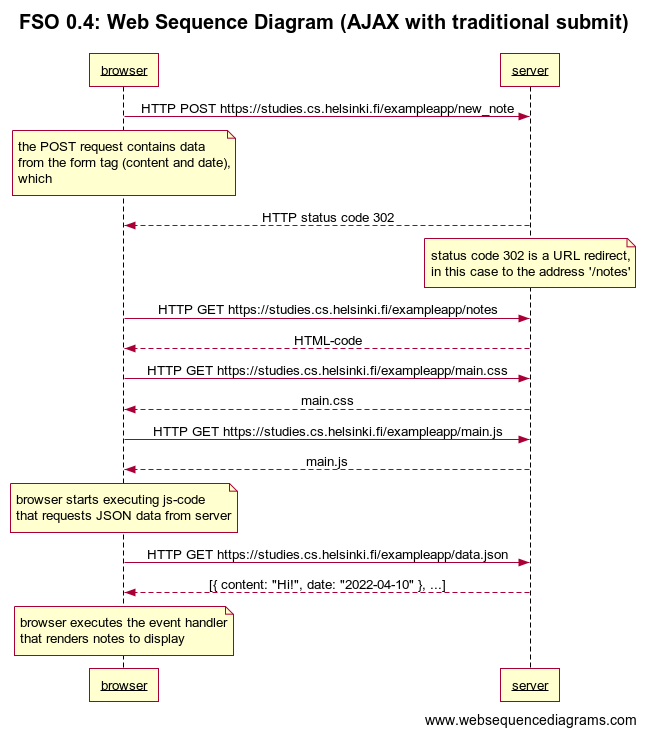 FSO 0.4: Web Sequence Diagram (AJAX with traditional submit)
browser
server
HTTP POST https://studies.cs.helsinki.fi/exampleapp/new_note
the POST request contains data
from the form tag (content and date),
which
HTTP status code 302
status code 302 is a URL redirect,
in this case to the address '/notes'
HTTP GET https://studies.cs.helsinki.fi/exampleapp/notes
HTML-code
HTTP GET https://studies.cs.helsinki.fi/exampleapp/main.css
main.css
HTTP GET https://studies.cs.helsinki.fi/exampleapp/main.js
main.js
browser starts executing js-code
that requests JSON data from server
HTTP GET https://studies.cs.helsinki.fi/exampleapp/data.json
[{ content: "Hi!", date: "2022-04-10" }, ...]
browser executes the event handler
that renders notes to display
browser
server
www.websequencediagrams.com